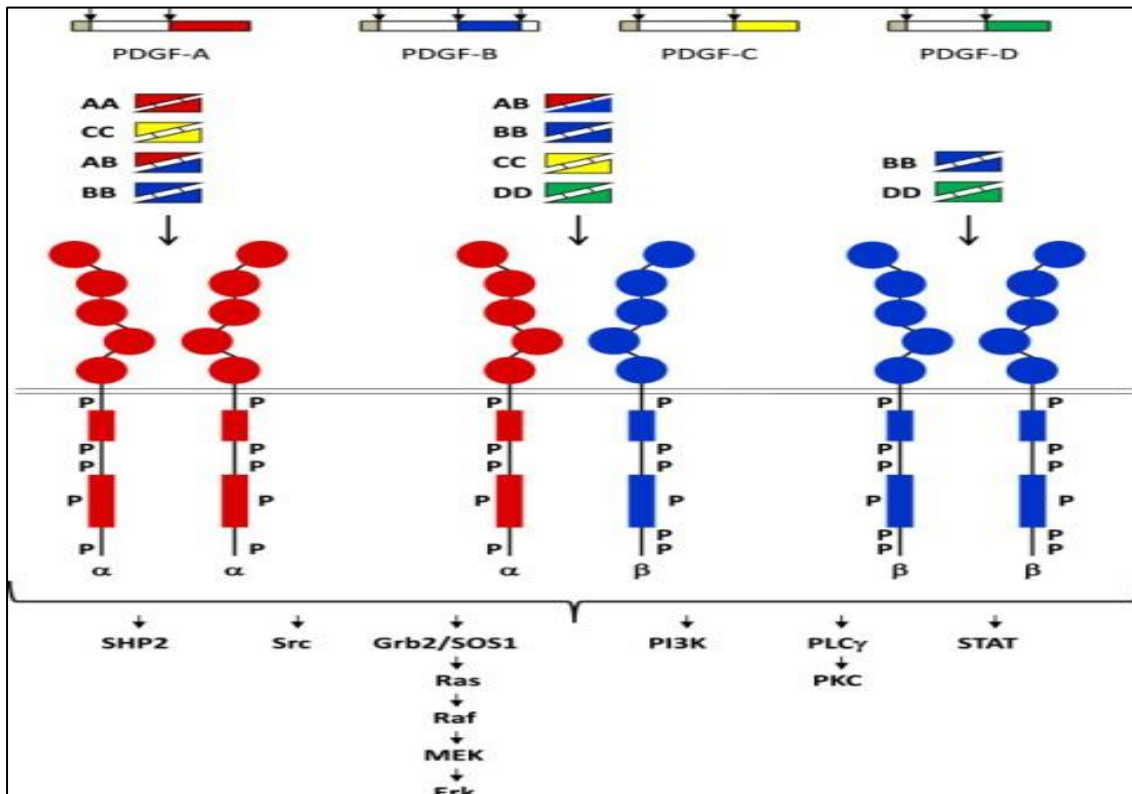 PDGF-A PDGF-B PDGF-C PDGF-D
AA AB
CC BB
AB CC BB
BB DD DD
P P P P P P
P P P P P P
P P P P P P
P P P P P P
P P P
P P P P P P
α α α β β β
SHP2 Src Grb2/SOS1 PI3K PLCγ STAT
Ras PKC
Raf
MEK
Erk